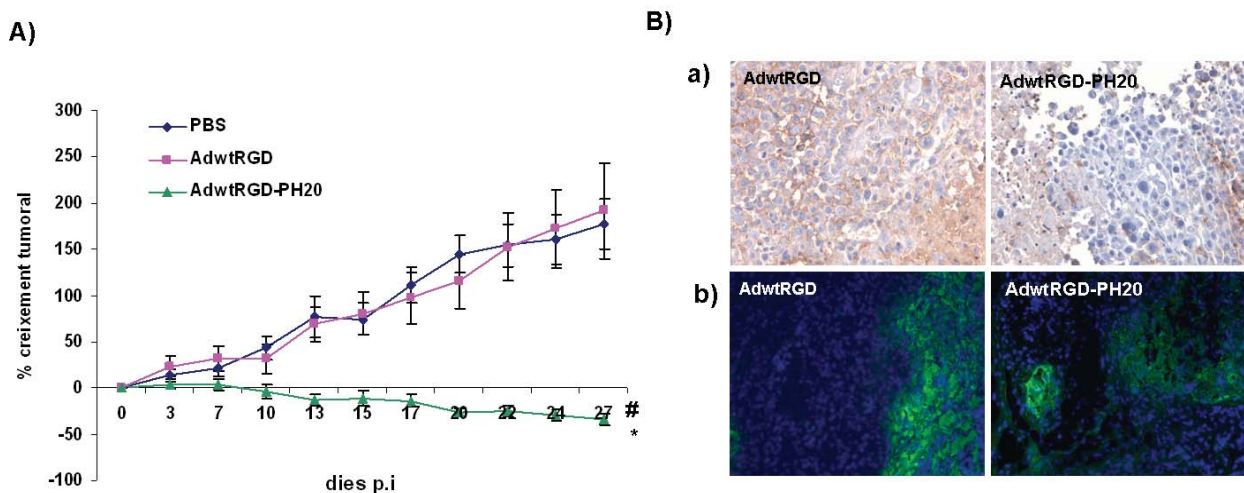 A)
% creixement tumoral
300
250
200
150
100
50
0
-50
-100
PBS
AdwtRGD
AdwtRGD-PH20
0 3 7 10 13 15 17 20 22 24 27
#
*
dies p.i
B)
a)
AdwtRGD
AdwtRGD-PH20
b)
AdwtRGD
AdwtRGD-PH20